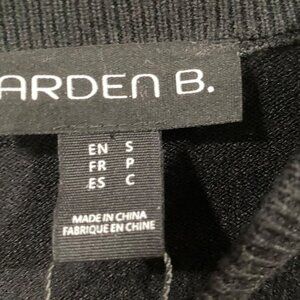 ARDEN B.
EN S
FR P
ES C
MADE IN CHINA
FABRIQUE EN CHINE